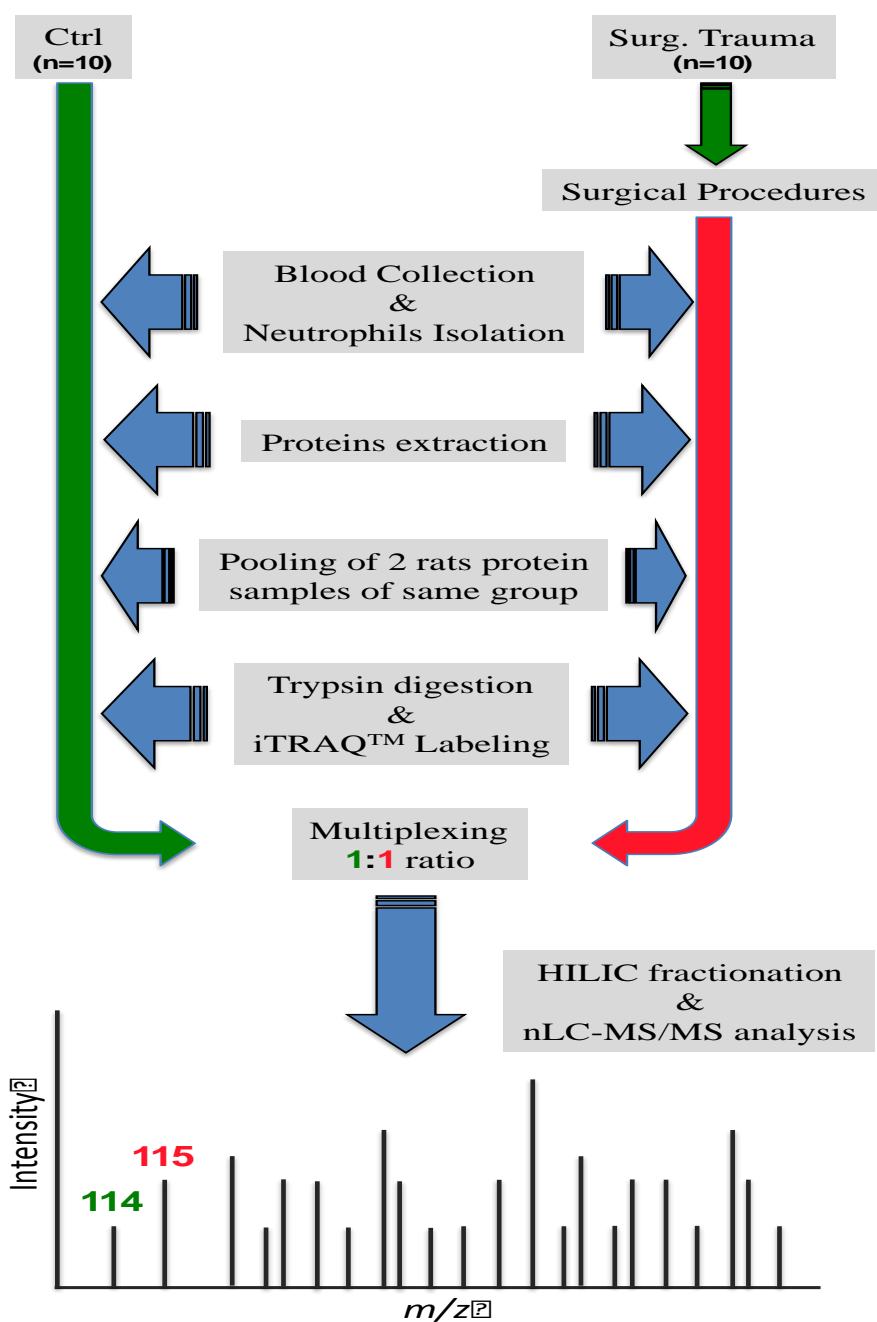 Ctrl
(n=10)
Surg. Trauma
(n=10)
Surgical Procedures
Blood Collection
&
Neutrophils Isolation
Proteins extraction
Pooling of 2 rats protein
samples of same group
Trypsin digestion
&
iTRAQ™ Labeling
Multiplexing
1:1 ratio
HILIC fractionation
&
nLC-MS/MS analysis
Intensity⍰
115
114
m/z⍰